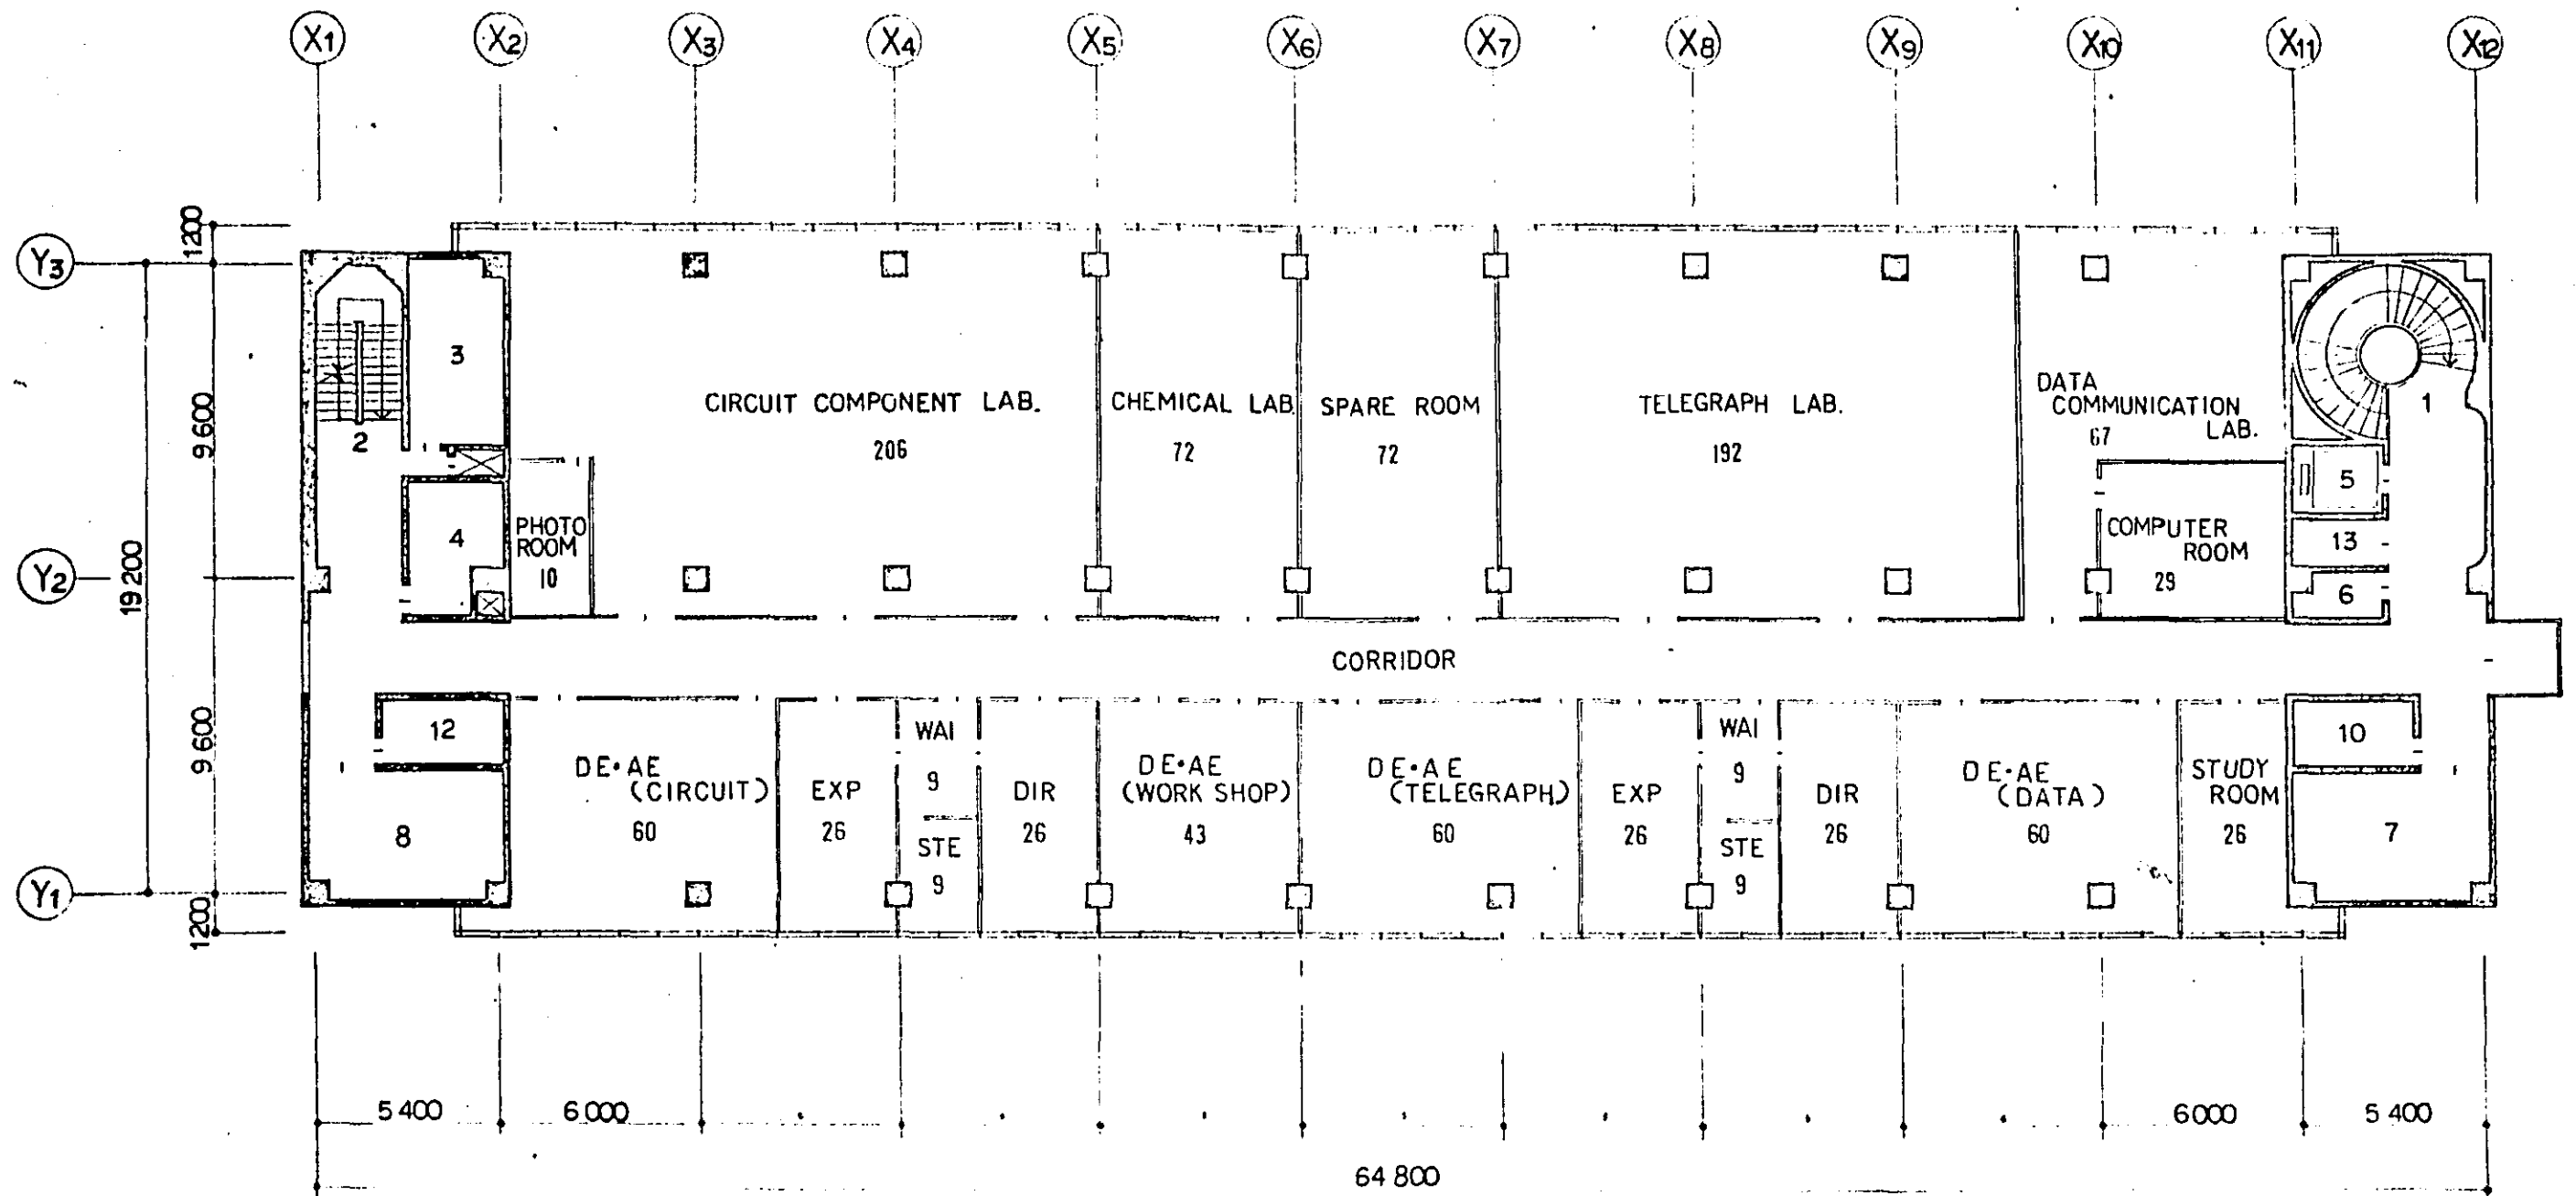 X1 X2 X3 X4 X5 X6 X7 X8 X9 X10 X11 X12
1200
Y3
9600
19200
Y2
9600
Y1
1200
3
2
4
PHOTO
ROOM
10
CIRCUIT COMPONENT LAB.
206
CHEMICAL LAB.
72
SPARE ROOM
72
TELEGRAPH LAB.
192
DATA
COMMUNICATION
LAB.
67
COMPUTER
ROOM
29
1
5
13
6
CORRIDOR
12
8
DE·AE
(CIRCUIT)
60
EXP
26
WAI
9
STE
9
DIR
26
DE·AE
(WORK SHOP)
43
DE·AE
(TELEGRAPH)
60
EXP
26
WAI
9
STE
9
DIR
26
DE·AE
(DATA)
60
STUDY
ROOM
26
10
7
5400 6000 6000 5400
64800